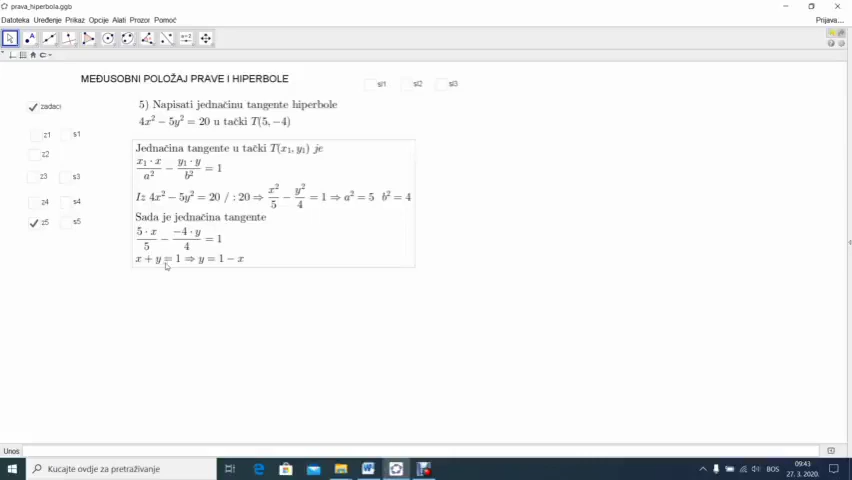 prava_hiperbola.ggb
Datoteka Uređenje Prikaz Opcije Alati Prozor Pomoć
Prijava...
MEĐUSOBNI POLOŽAJ PRAVE I HIPERBOLE
sl1 sl2 sl3
zadaci
5) Napisati jednačinu tangente hiperbole
4x² − 5y² = 20 u tački T(5, −4)
z1 s1
z2
z3 s3
z4 s4
z5 s5
Jednačina tangente u tački T(x₁, y₁) je
x₁ · x / a² − y₁ · y / b² = 1
Iz 4x² − 5y² = 20 / : 20 ⇒ x²/5 − y²/4 = 1 ⇒ a² = 5 b² = 4
Sada je jednačina tangente
5 · x / 5 − −4 · y / 4 = 1
x + y = 1 ⇒ y = 1 − x
Unos
Kucajte ovdje za pretraživanje
BOS
09:43
27. 3. 2020.